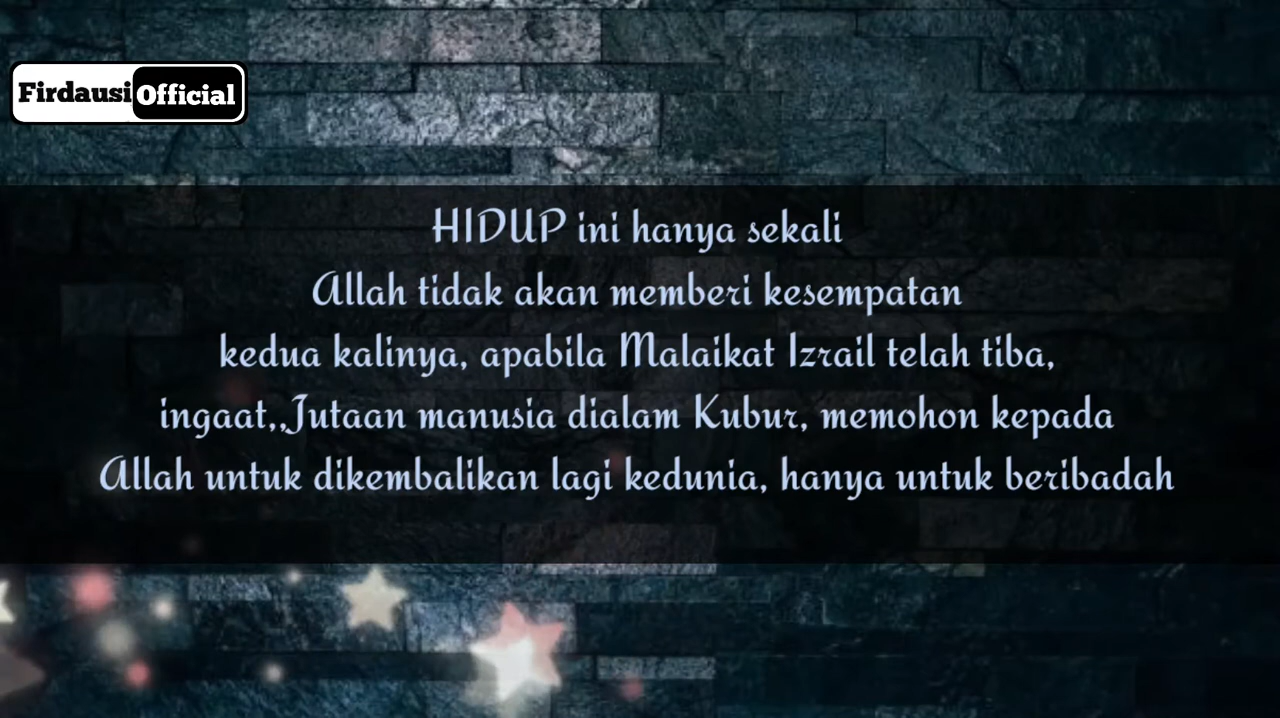 Firdausi Official
HIDUP ini hanya sekali
Allah tidak akan memberi kesempatan
kedua kalinya, apabila Malaikat Izrail telah tiba,
ingaat,,Jutaan manusia dialam Kubur, memohon kepada
Allah untuk dikembalikan lagi kedunia, hanya untuk beribadah